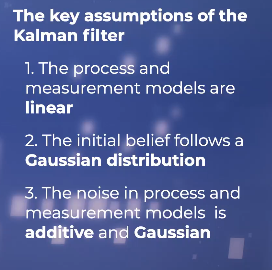 The key assumptions of the
Kalman filter
1. The process and
measurement models are
linear
2. The initial belief follows a
Gaussian distribution
3. The noise in process and
measurement models is
additive and Gaussian